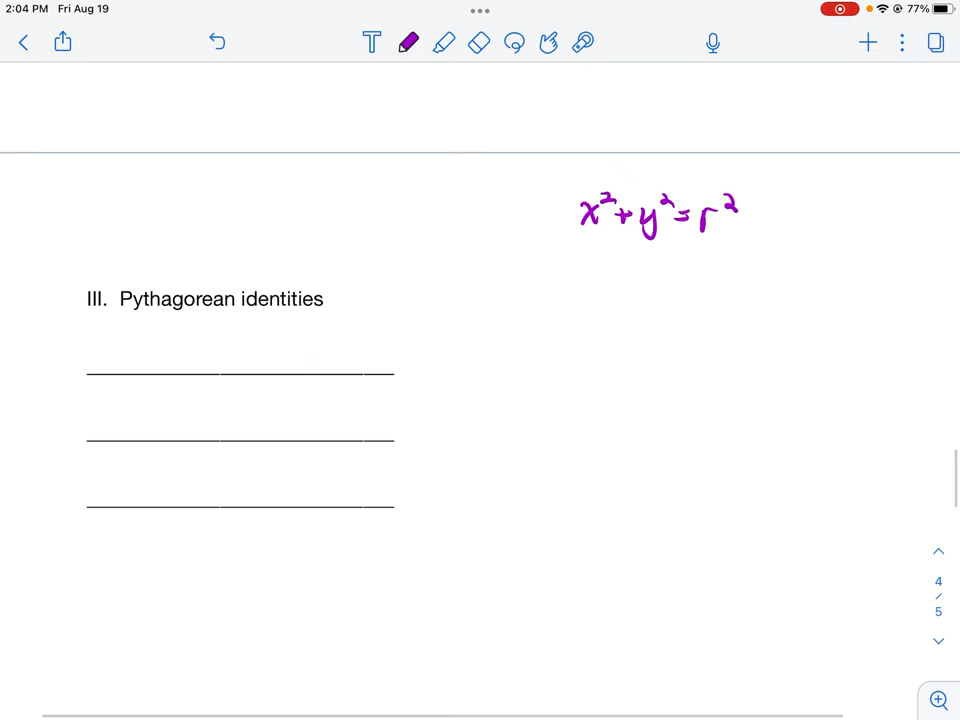 2:04 PM Fri Aug 19
77%
T
x² + y² = r²
III. Pythagorean identities
4
/
5